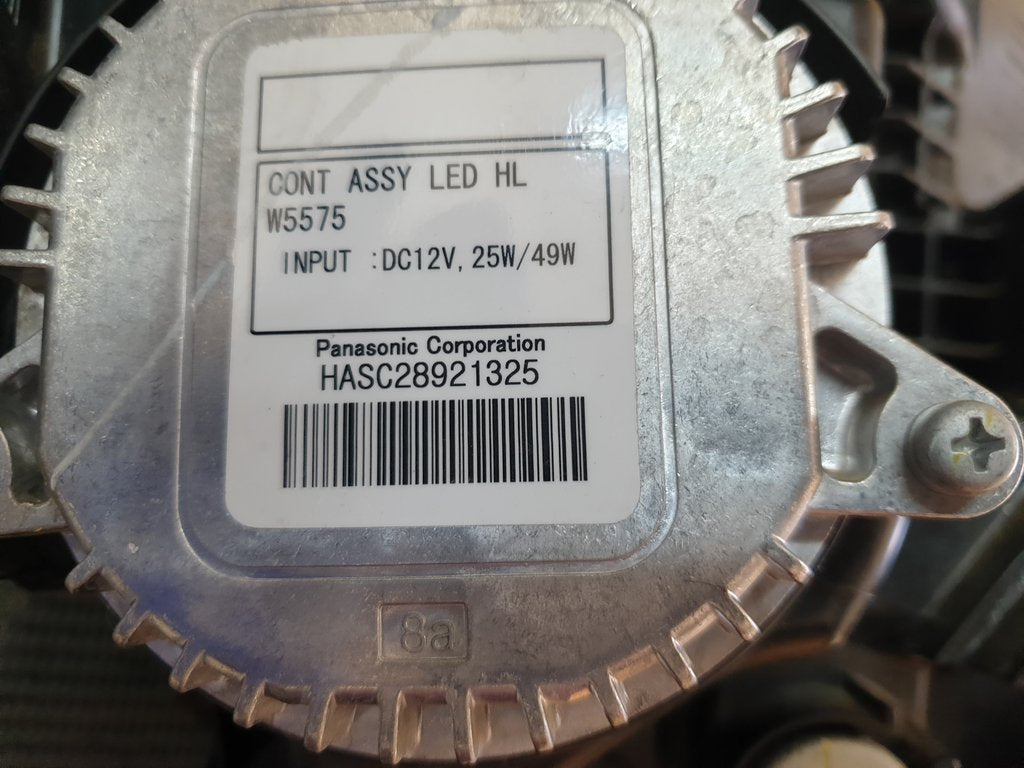 CONT ASSY LED HL
W5575
INPUT :DC12V, 25W/49W
Panasonic Corporation
HASC28921325
8a